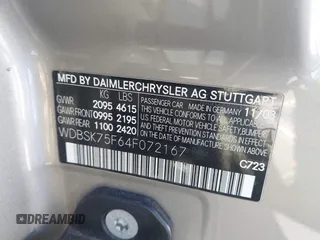 MFD BY DAIMLERCHRYSLER AG STUTTGART
KG LBS
GVWR 2095 4615
GAWR FRONT 0995 2195
GAWR REAR 1100 2420
PASSENGER CAR MADE IN GERMANY 11/03
THIS VEHICLE CONFORMS TO ALL APPLICABLE
U.S. FEDERAL MOTOR VEHICLE SAFETY
BUMPER, AND THEFT PREVENTION STANDARDS
IN EFFECT ON THE DATE OF MANUFACTURE
SHOWN ABOVE.
WDBSK75F64F072167
C723
DREAMBID